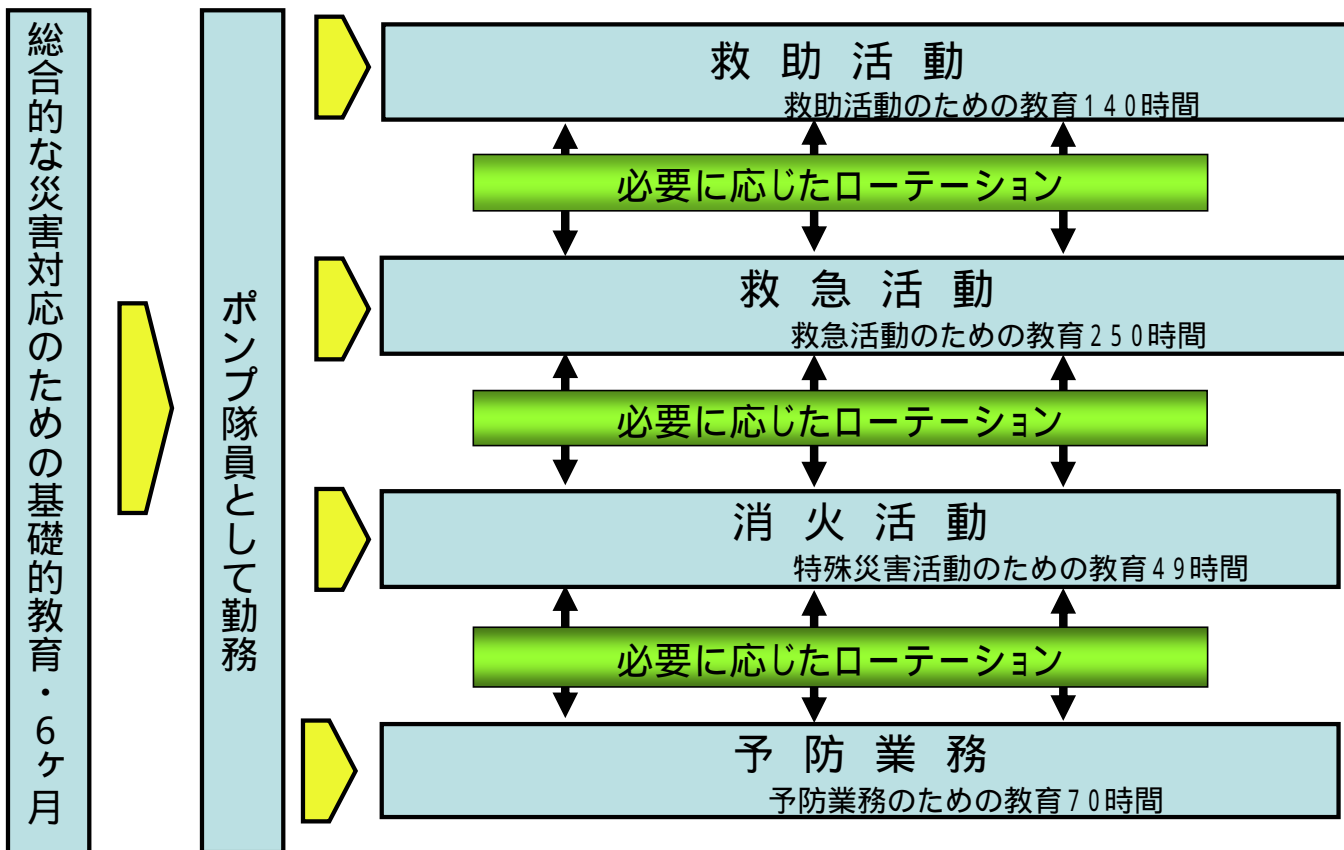 総合的な災害対応のための基礎的教育・6ヶ月
ポンプ隊員として勤務
救助活動
救助活動のための教育140時間
必要に応じたローテーション
救急活動
救急活動のための教育250時間
必要に応じたローテーション
消火活動
特殊災害活動のための教育49時間
必要に応じたローテーション
予防業務
予防業務のための教育70時間